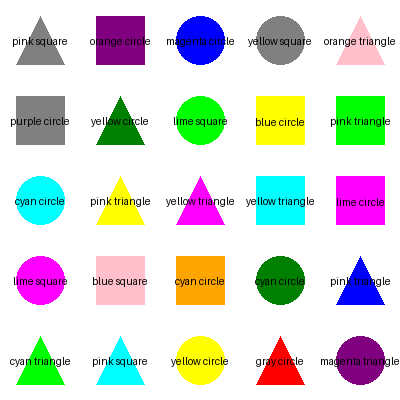 pink square orange circle magenta circle yellow square orange triangle
purple circle yellow circle lime square blue circle pink triangle
cyan circle pink triangle yellow triangle yellow triangle lime circle
lime square blue square cyan circle cyan circle pink triangle
cyan triangle pink square yellow circle gray circle magenta triangle